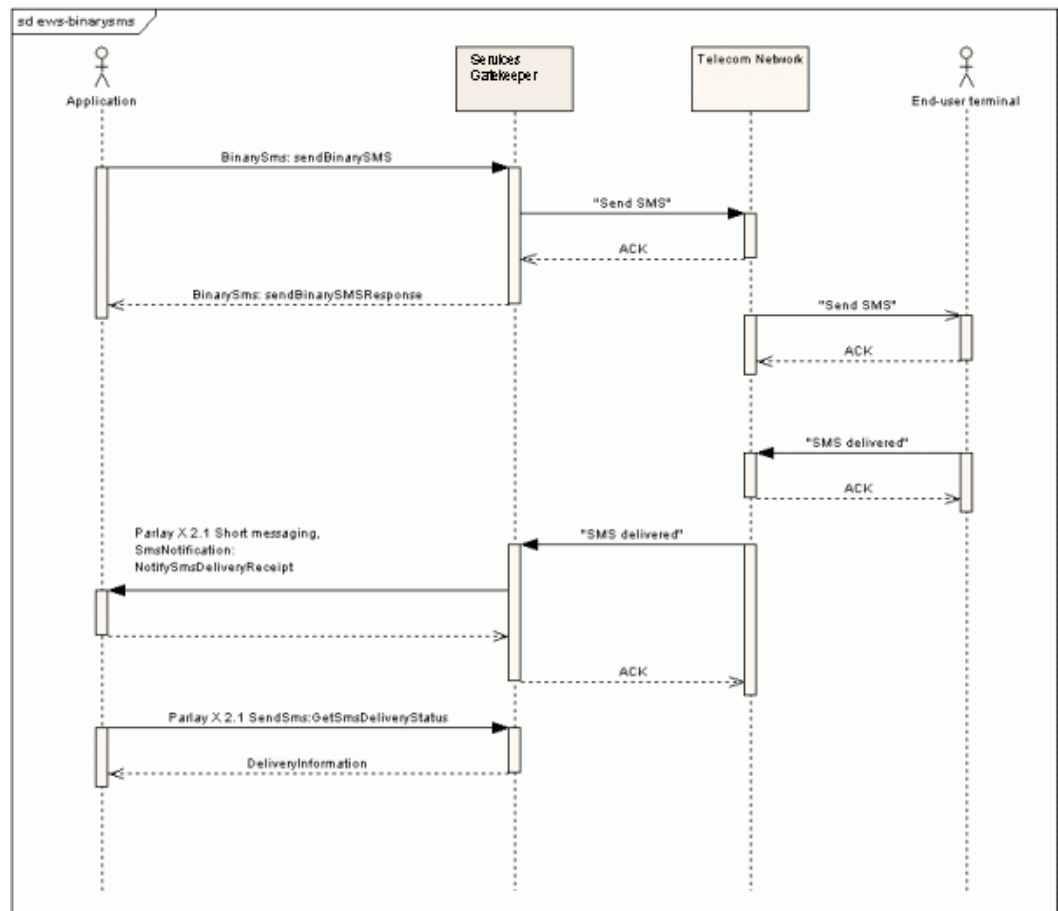 sd ews-binarysms
Services
Gatekeeper
Telecom Network
Application
End-user terminal
BinarySms: sendBinarySMS
"Send SMS"
ACK
BinarySms: sendBinarySMSResponse
"Send SMS"
ACK
"SMS delivered"
ACK
Parlay X 2.1 Short messaging,
SmsNotification:
NotifySmsDeliveryReceipt
"SMS delivered"
ACK
Parlay X 2.1 SendSms:GetSmsDeliveryStatus
DeliveryInformation